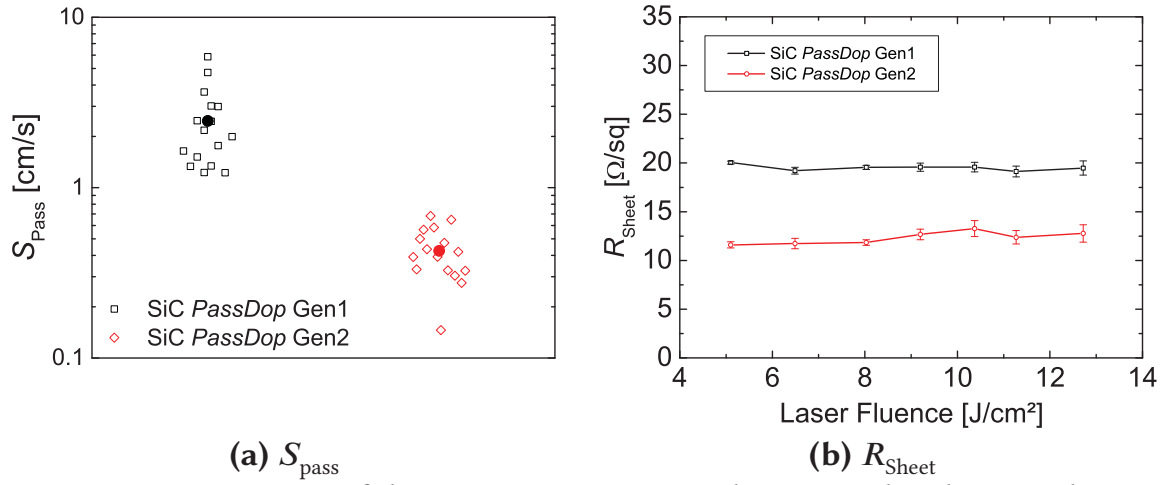 10
1
0.1
S_Pass [cm/s]
SiC PassDop Gen1
SiC PassDop Gen2
(a) S_pass
35
30
25
20
15
10
5
0
R_Sheet [Ω/sq]
SiC PassDop Gen1
SiC PassDop Gen2
4 6 8 10 12 14
Laser Fluence [J/cm²]
(b) R_Sheet